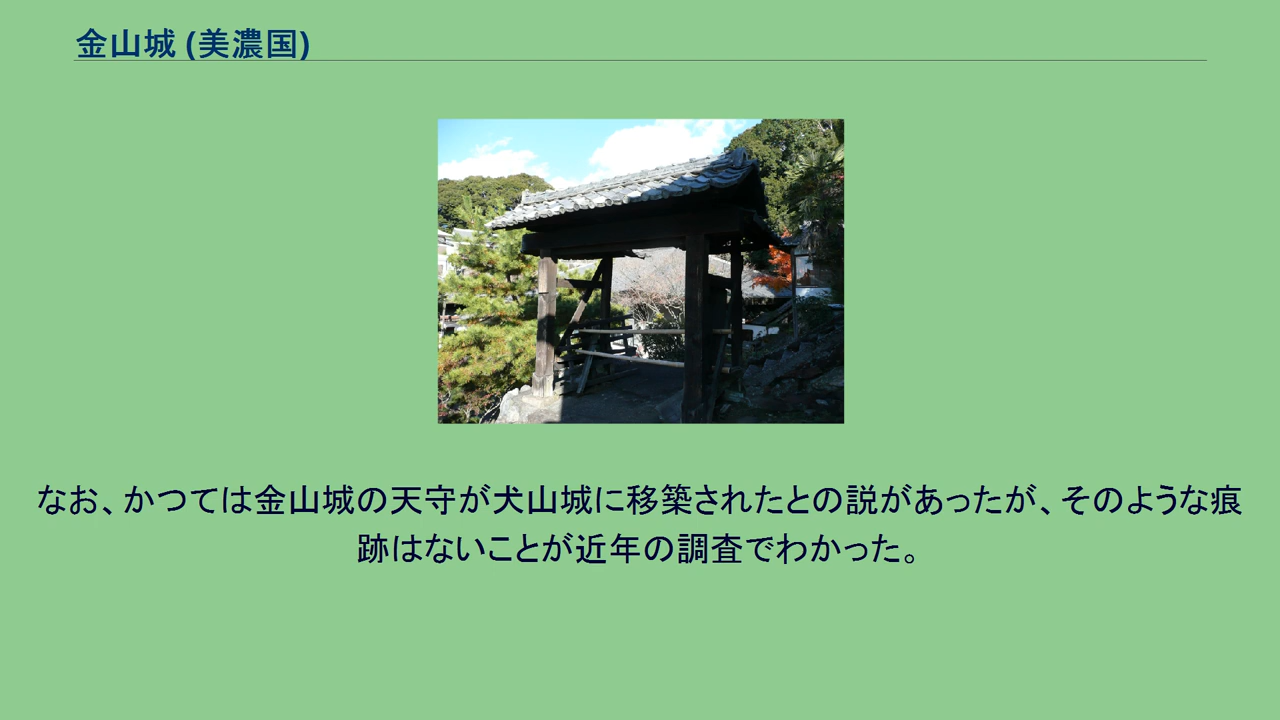 金山城 (美濃国)
なお、かつては金山城の天守が犬山城に移築されたとの説があったが、そのような痕
跡はないことが近年の調査でわかった。